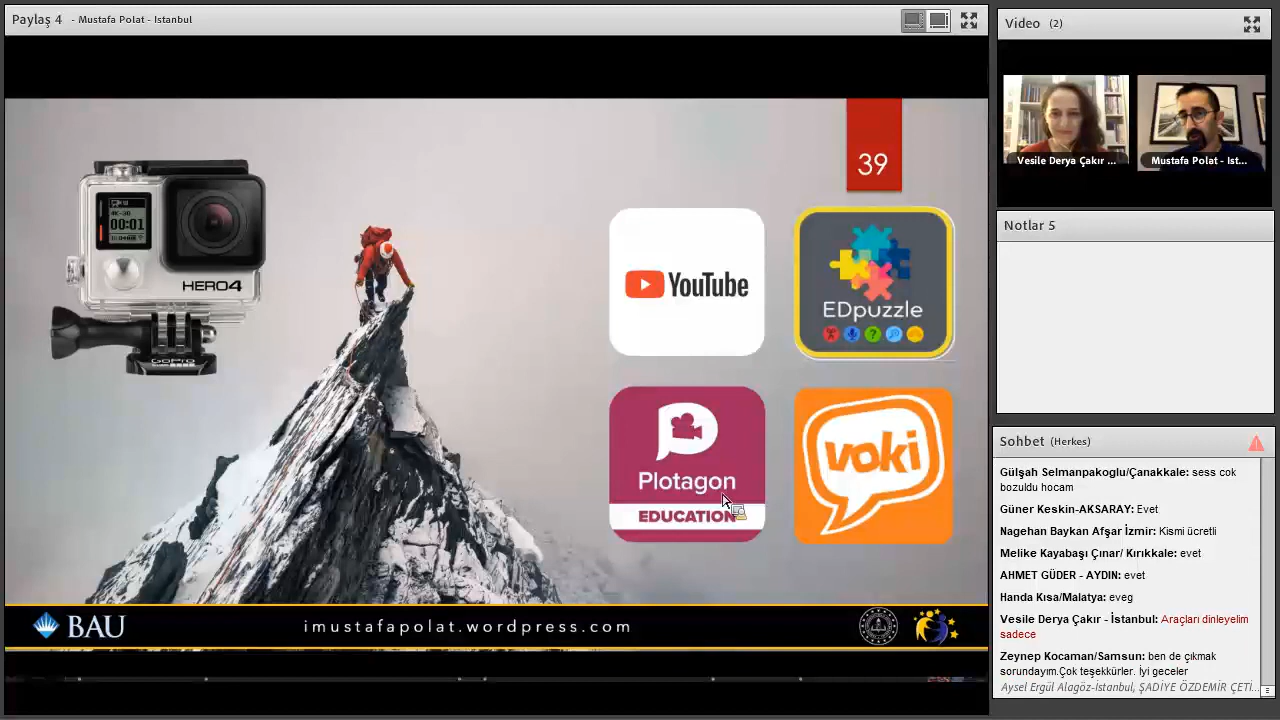 Paylaş 4 - Mustafa Polat - Istanbul
00:01
HERO4
GoPro
39
YouTube
EDpuzzle
?
Plotagon
EDUCATION
voki
BAU
imustafapolat.wordpress.com
Video (2)
Vesile Derya Çakır ...
Mustafa Polat - Ist...
Notlar 5
Sohbet (Herkes)
Gülşah Selmanpakoglu/Çanakkale: sess cok
bozuldu hocam
Güner Keskin-AKSARAY: Evet
Nagehan Baykan Afşar İzmir: Kismi ücretli
Melike Kayabaşı Çınar/ Kırıkkale: evet
AHMET GÜDER - AYDIN: evet
Handa Kısa/Malatya: eveg
Vesile Derya Çakır - İstanbul: Araçları dinleyelim
sadece
Zeynep Kocaman/Samsun: ben de çıkmak
sorundayım.Çok teşekkürler. İyi geceler
Aysel Ergül Alagöz-Istanbul, ŞADİYE ÖZDEMİR ÇETİ...